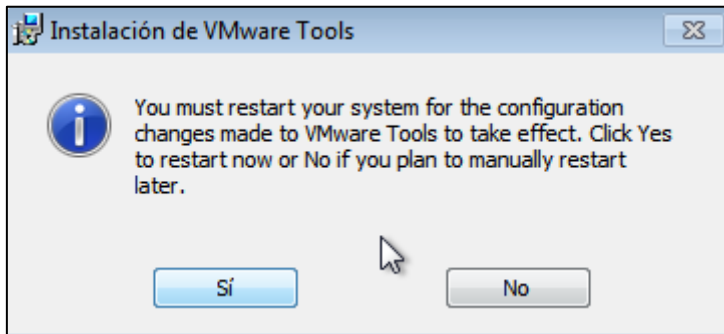 Instalación de VMware Tools
You must restart your system for the configuration
changes made to VMware Tools to take effect. Click Yes
to restart now or No if you plan to manually restart
later.
Sí
No